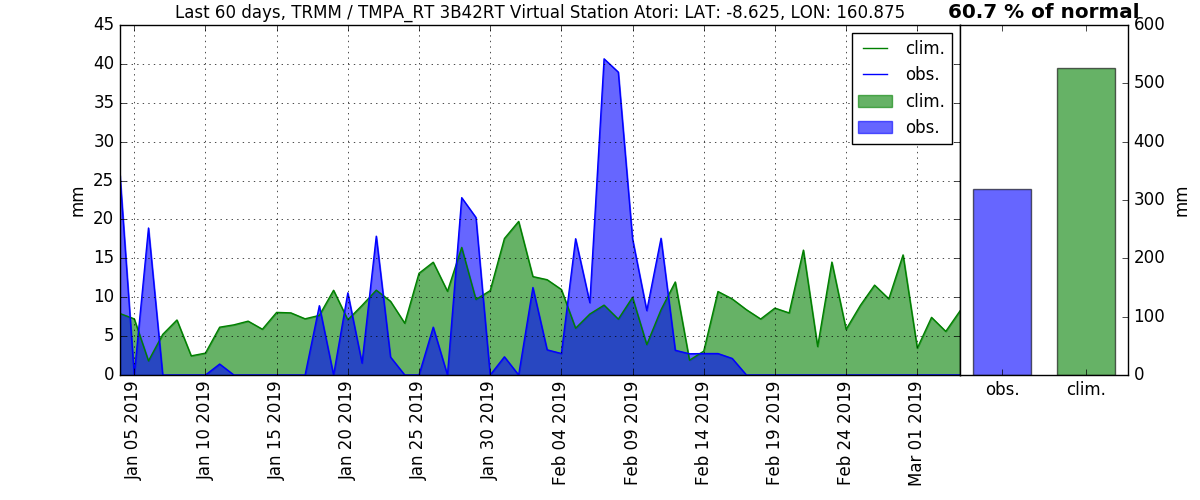 Last 60 days, TRMM / TMPA_RT 3B42RT Virtual Station Atori: LAT: -8.625, LON: 160.875
60.7 % of normal
45
40
35
30
25
20
15
10
5
0
mm
clim.
obs.
clim.
obs.
Jan 05 2019
Jan 10 2019
Jan 15 2019
Jan 20 2019
Jan 25 2019
Jan 30 2019
Feb 04 2019
Feb 09 2019
Feb 14 2019
Feb 19 2019
Feb 24 2019
Mar 01 2019
600
500
400
300
200
100
0
mm
obs.
clim.